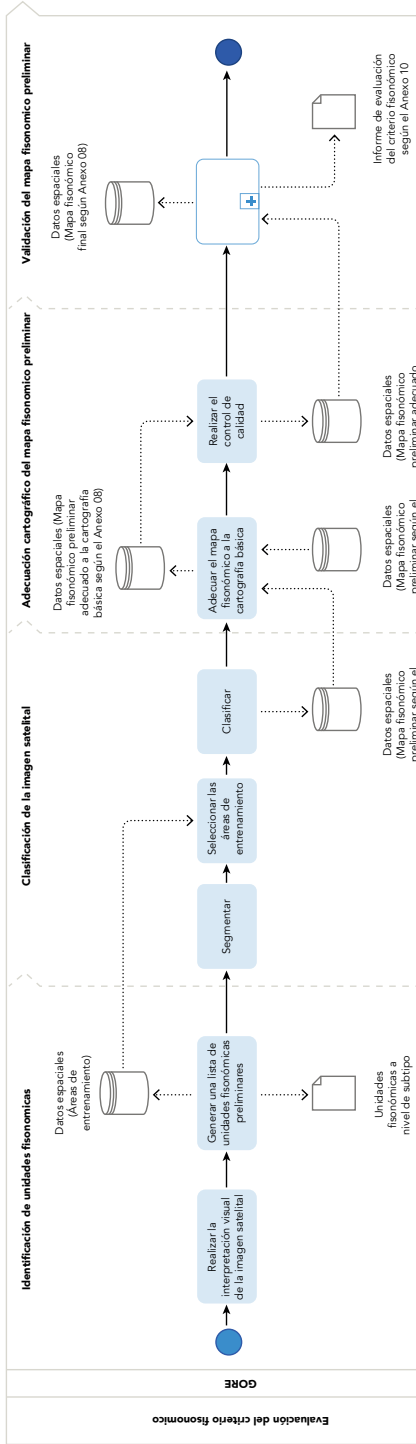 Evaluación del criterio fisonomico
GORE
Identificación de unidades fisonomicas
Clasificación de la imagen satelital
Adecuación cartográfico del mapa fisonomico preliminar
Validación del mapa fisonomico preliminar
Datos espaciales
(Áreas de
entrenamiento)
Datos espaciales (Mapa
fisonómico preliminar
adecuado a la cartografía
básica según el Anexo 08)
Datos espaciales
(Mapa fisonómico
final según Anexo 08)
Realizar la
interpretación visual
de la imagen satelital
Generar una lista de
unidades fisonómicas
preliminares
Segmentar
Seleccionar las
áreas de
entrenamiento
Clasificar
Adecuar el mapa
fisonómico a la
cartografía básica
Realizar el
control de
calidad
Unidades
fisonómicas a
nivel de subtipo
Datos espaciales
(Mapa fisonómico
preliminar según el
Datos espaciales
(Mapa fisonómico
preliminar según el
Datos espaciales
(Mapa fisonómico
preliminar adecuado
Informe de evaluación
del criterio fisonómico
según el Anexo 10